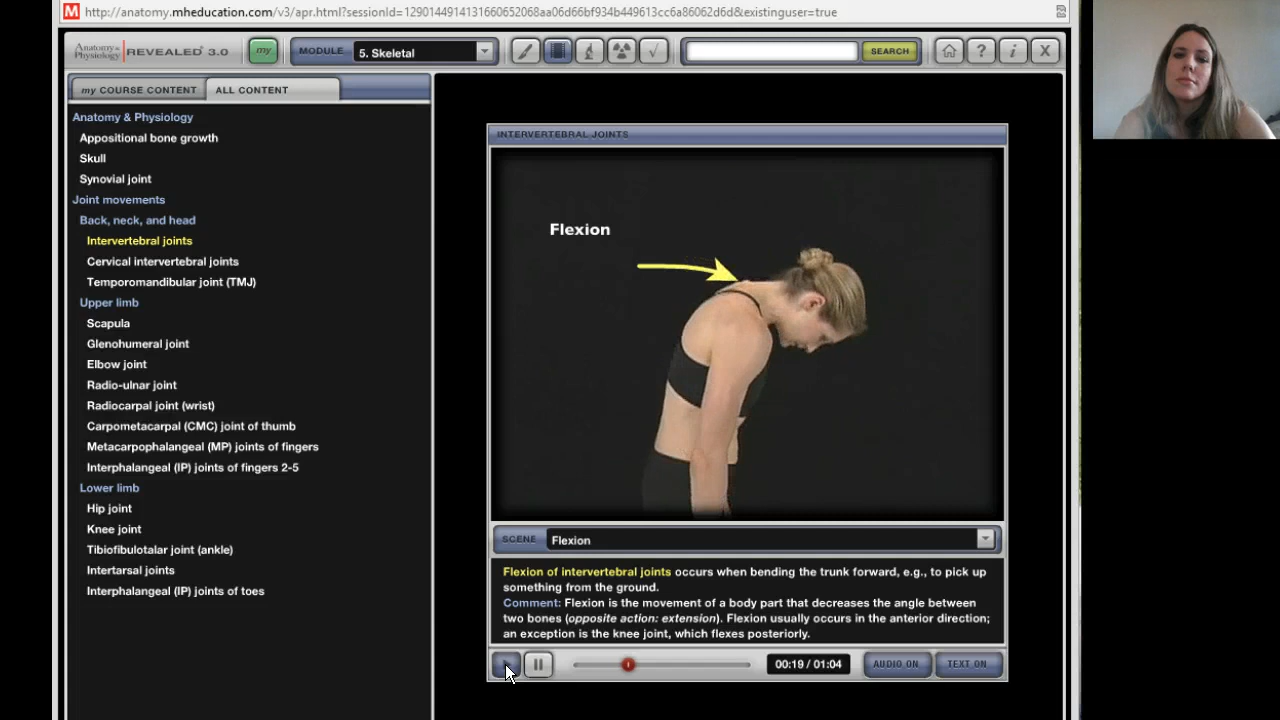 http://anatomy.mheducation.com/v3/apr.html?sessionId=1290144914131660652068aa06d66bf934b449613cc6a86062d6d&existinguser=true
Anatomy & Physiology REVEALED® 3.0
my
MODULE 5. Skeletal
SEARCH
? i X
my COURSE CONTENT ALL CONTENT
Anatomy & Physiology
Appositional bone growth
Skull
Synovial joint
Joint movements
Back, neck, and head
Intervertebral joints
Cervical intervertebral joints
Temporomandibular joint (TMJ)
Upper limb
Scapula
Glenohumeral joint
Elbow joint
Radio-ulnar joint
Radiocarpal joint (wrist)
Carpometacarpal (CMC) joint of thumb
Metacarpophalangeal (MP) joints of fingers
Interphalangeal (IP) joints of fingers 2-5
Lower limb
Hip joint
Knee joint
Tibiofibulotalar joint (ankle)
Intertarsal joints
Interphalangeal (IP) joints of toes
INTERVERTEBRAL JOINTS
Flexion
SCENE Flexion
Flexion of intervertebral joints occurs when bending the trunk forward, e.g., to pick up
something from the ground.
Comment: Flexion is the movement of a body part that decreases the angle between
two bones (opposite action: extension). Flexion usually occurs in the anterior direction;
an exception is the knee joint, which flexes posteriorly.
00:19 / 01:04 AUDIO ON TEXT ON